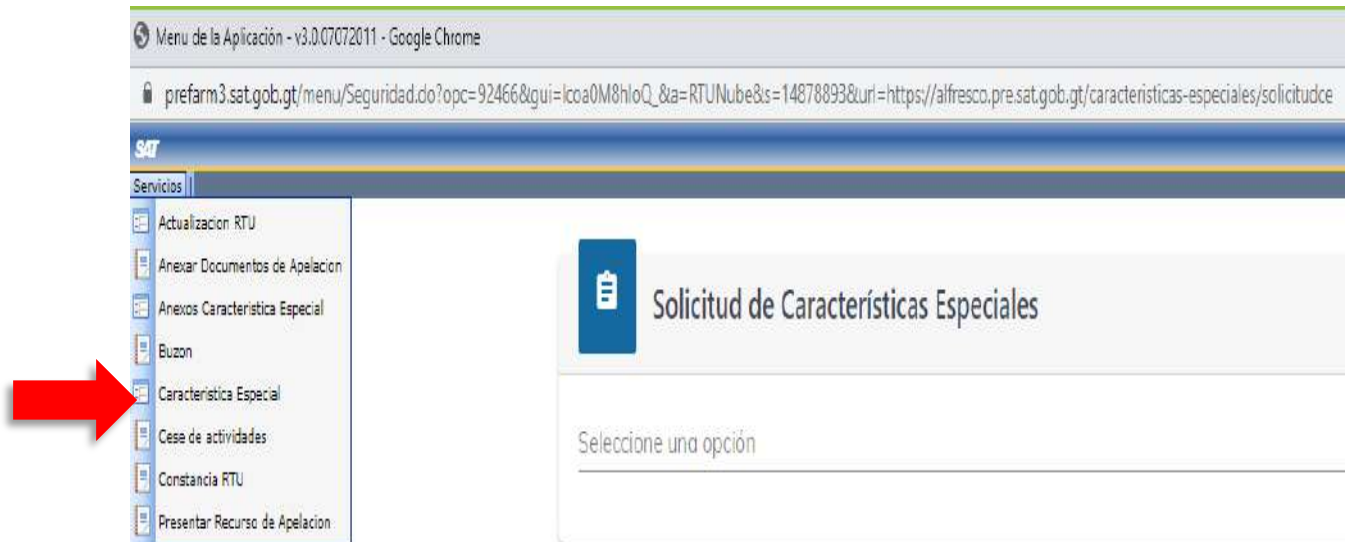 Menu de la Aplicación - v3.0.07072011 - Google Chrome
prefarm3.sat.gob.gt/menu/Seguridad.do?opc=92466&gui=lcoa0M8hloQ_&a=RTUNube&s=14878893&url=https://alfresco.pre.sat.gob.gt/caracteristicas-especiales/solicitudce
SAT
Servicios
Actualizacion RTU
Anexar Documentos de Apelacion
Anexos Caracteristica Especial
Buzon
Caracteristica Especial
Cese de actividades
Constancia RTU
Presentar Recurso de Apelacion
Solicitud de Características Especiales
Seleccione una opción